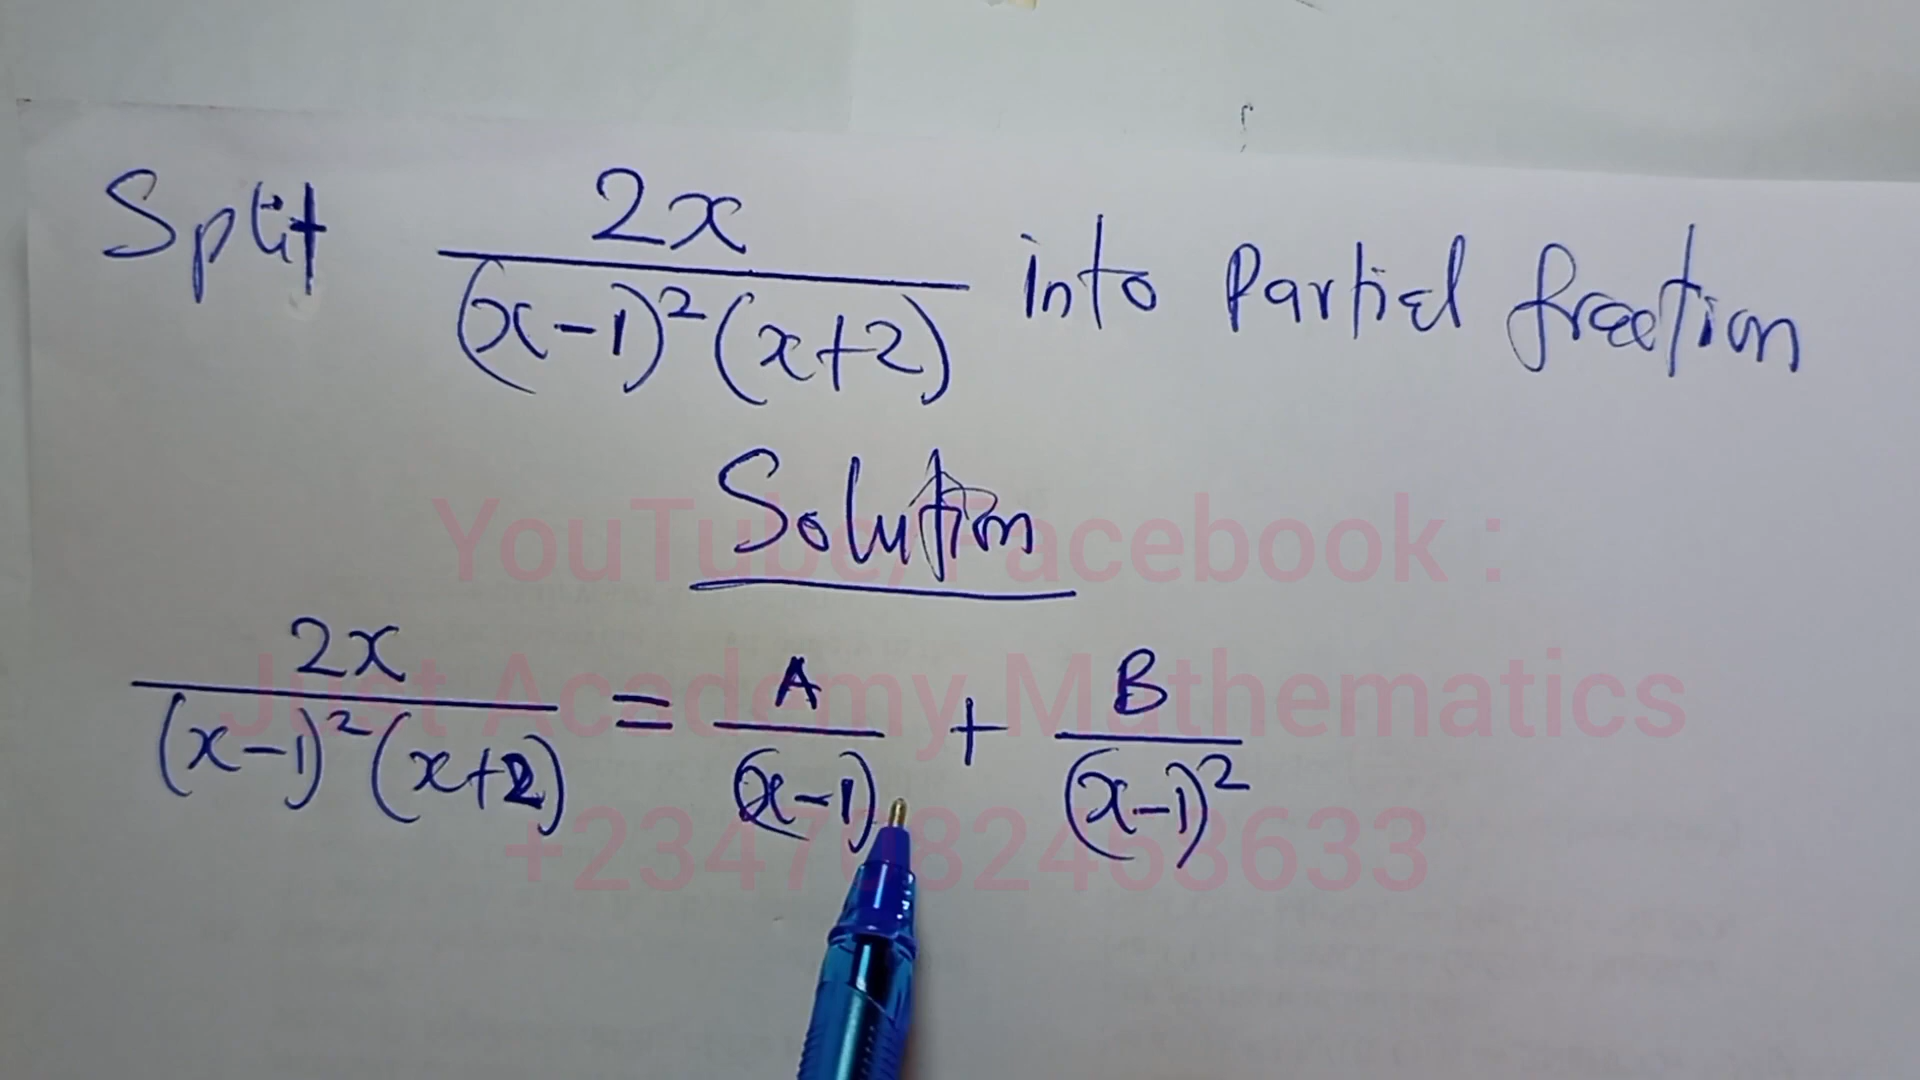 Split 2x / (x-1)²(x+2) into Partial fraction
Solution
2x / (x-1)²(x+2) = A / (x-1) + B / (x-1)²
YouTube/Facebook :
Just Academy Mathematics
+2347082463633